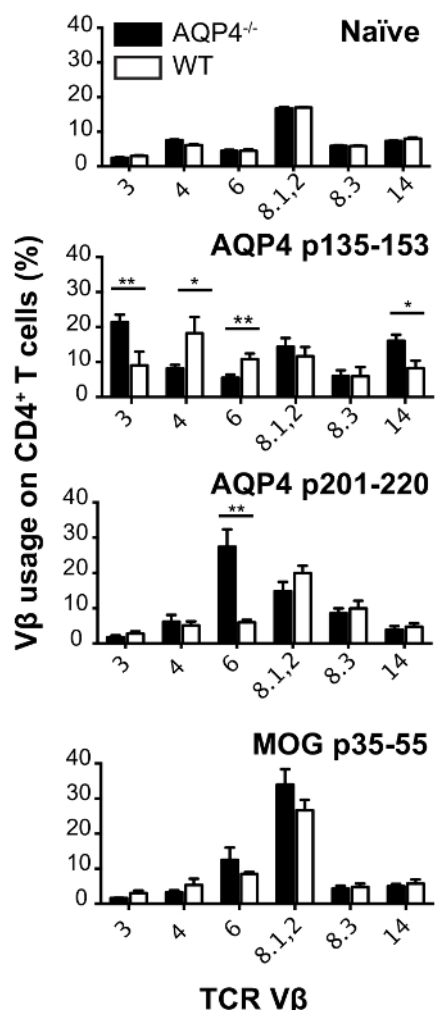 AQP4-/-
WT
Naïve
20
10
0
3 4 6 8.1,2 8.3 14
AQP4 p135-153
40
30
20
10
0
** * ** *
3 4 6 8.1,2 8.3 14
AQP4 p201-220
40
30
20
10
0
**
3 4 6 8.1,2 8.3 14
MOG p35-55
40
30
20
10
0
3 4 6 8.1,2 8.3 14
TCR Vβ
Vβ usage on CD4+ T cells (%)